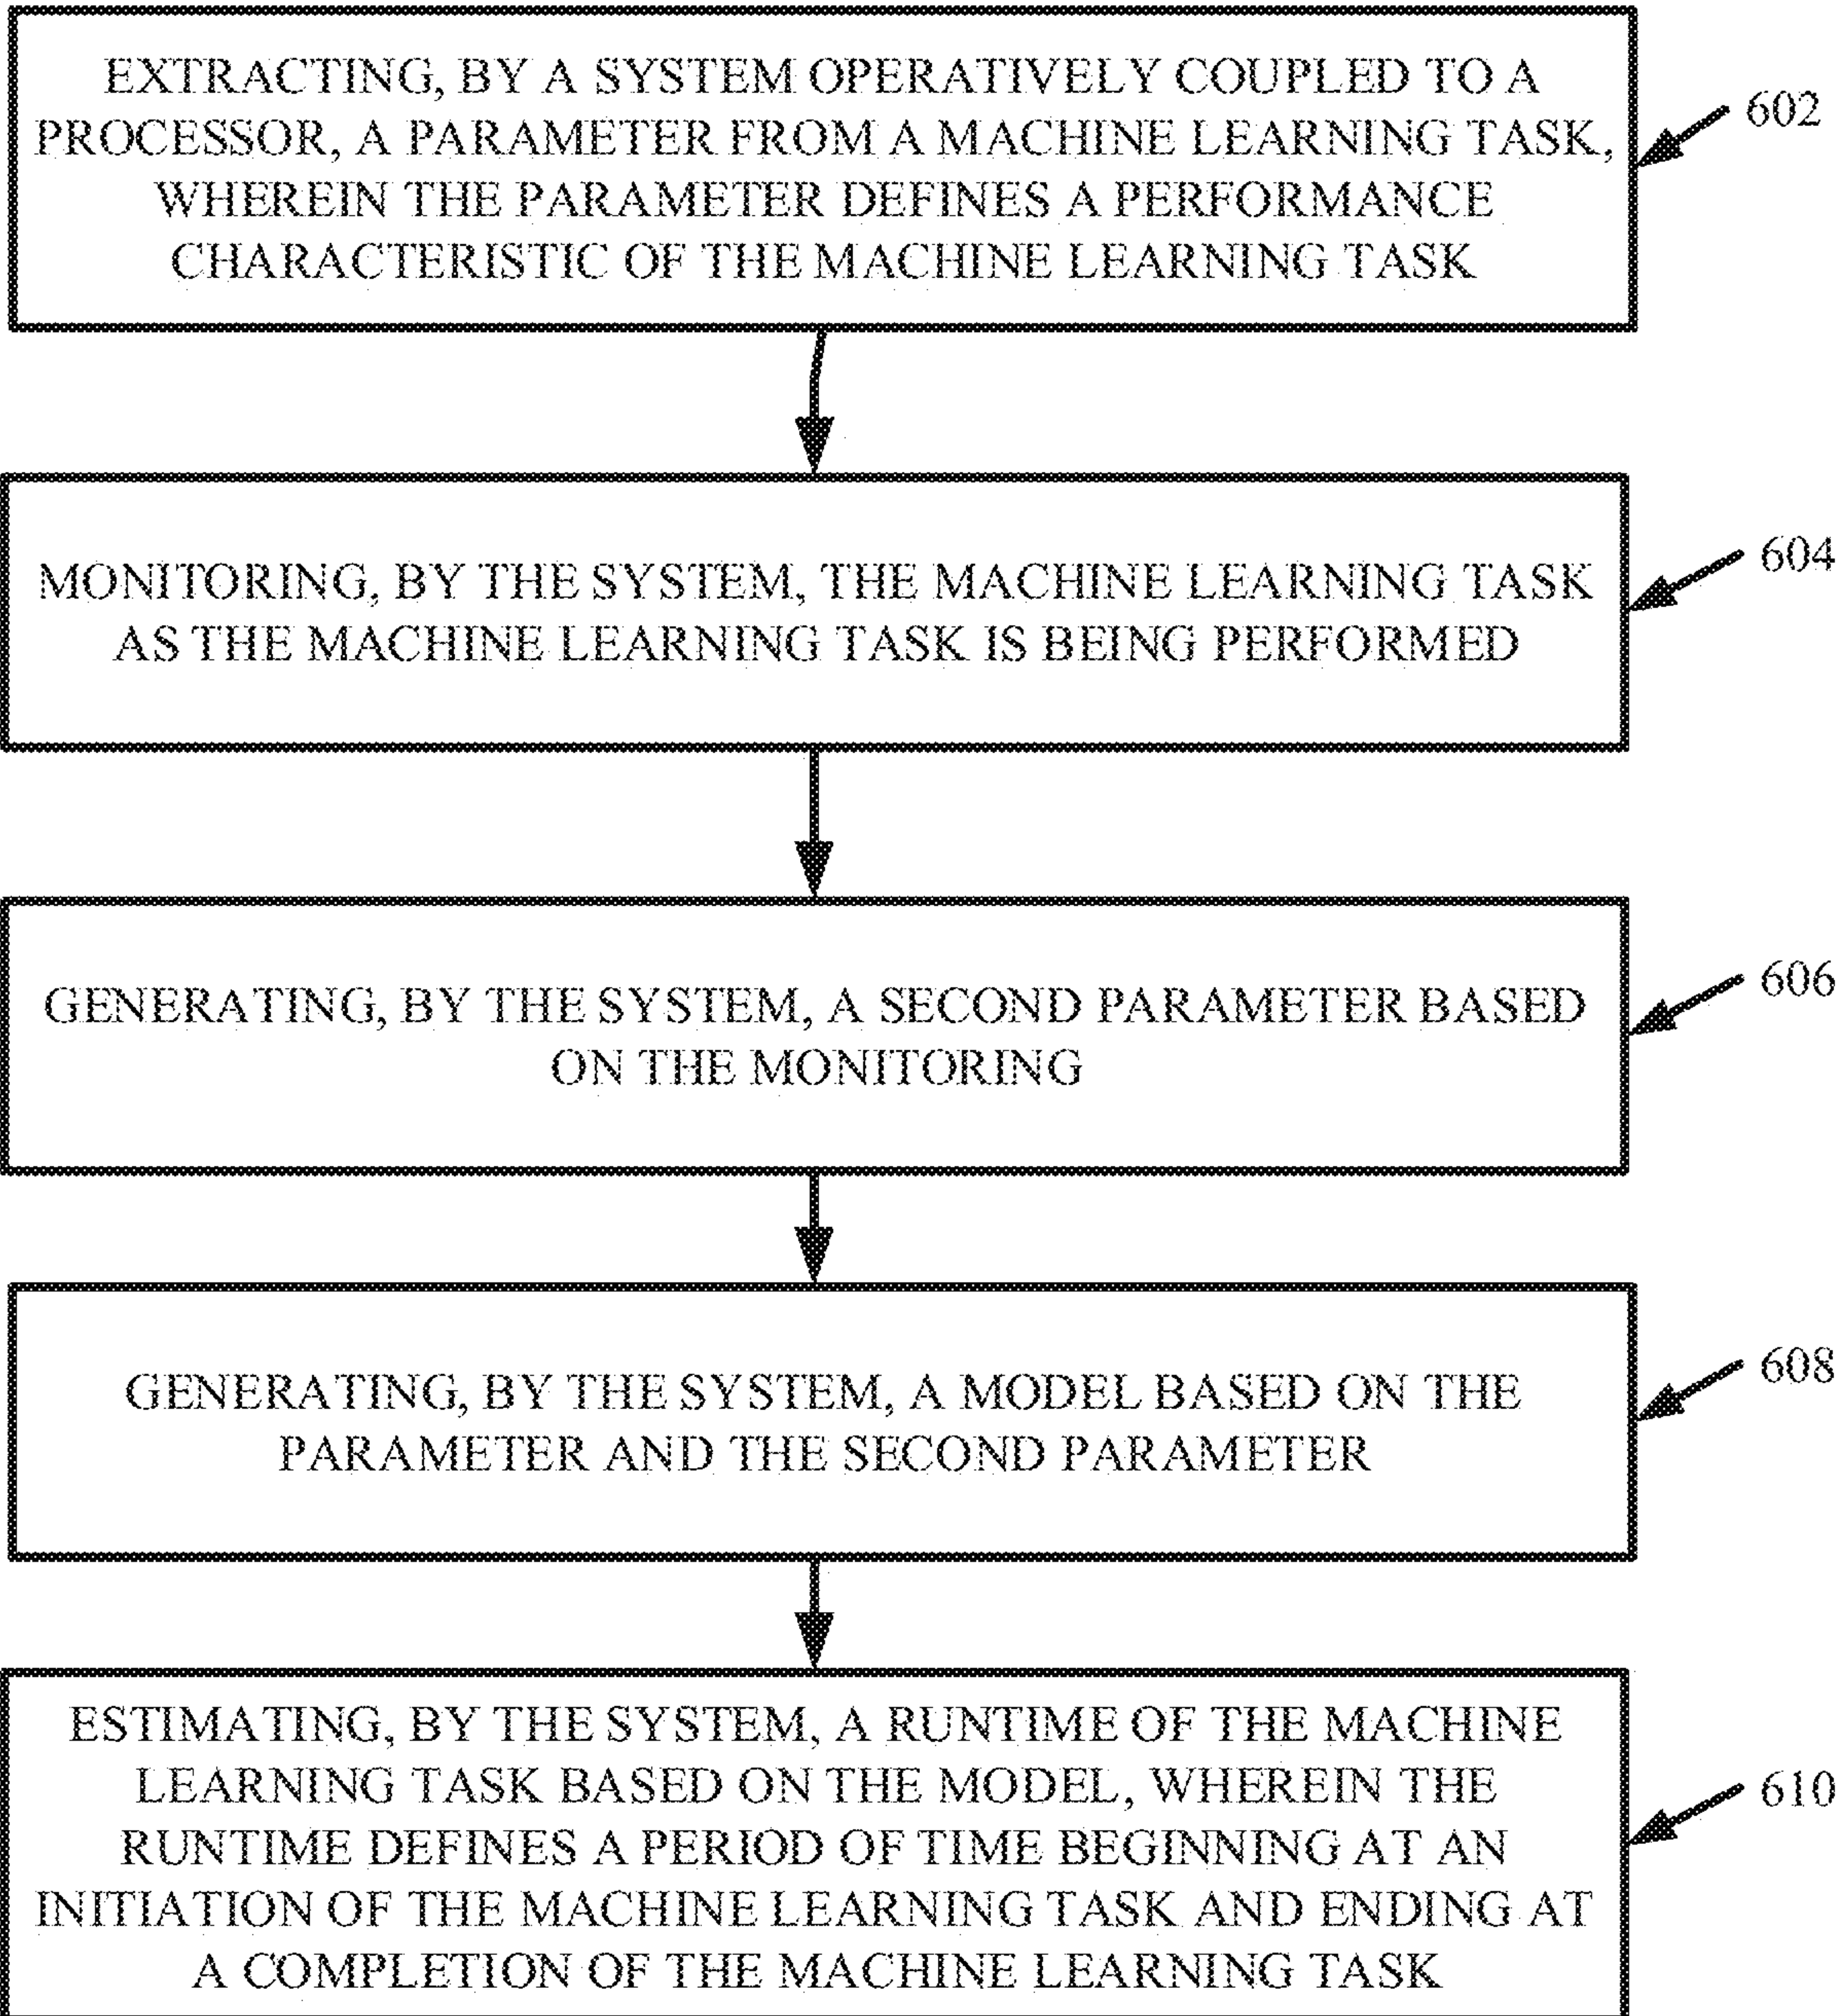 EXTRACTING, BY A SYSTEM OPERATIVELY COUPLED TO A
PROCESSOR, A PARAMETER FROM A MACHINE LEARNING TASK,
WHEREIN THE PARAMETER DEFINES A PERFORMANCE
CHARACTERISTIC OF THE MACHINE LEARNING TASK
602
MONITORING, BY THE SYSTEM, THE MACHINE LEARNING TASK
AS THE MACHINE LEARNING TASK IS BEING PERFORMED
604
GENERATING, BY THE SYSTEM, A SECOND PARAMETER BASED
ON THE MONITORING
606
GENERATING, BY THE SYSTEM, A MODEL BASED ON THE
PARAMETER AND THE SECOND PARAMETER
608
ESTIMATING, BY THE SYSTEM, A RUNTIME OF THE MACHINE
LEARNING TASK BASED ON THE MODEL, WHEREIN THE
RUNTIME DEFINES A PERIOD OF TIME BEGINNING AT AN
INITIATION OF THE MACHINE LEARNING TASK AND ENDING AT
A COMPLETION OF THE MACHINE LEARNING TASK
610